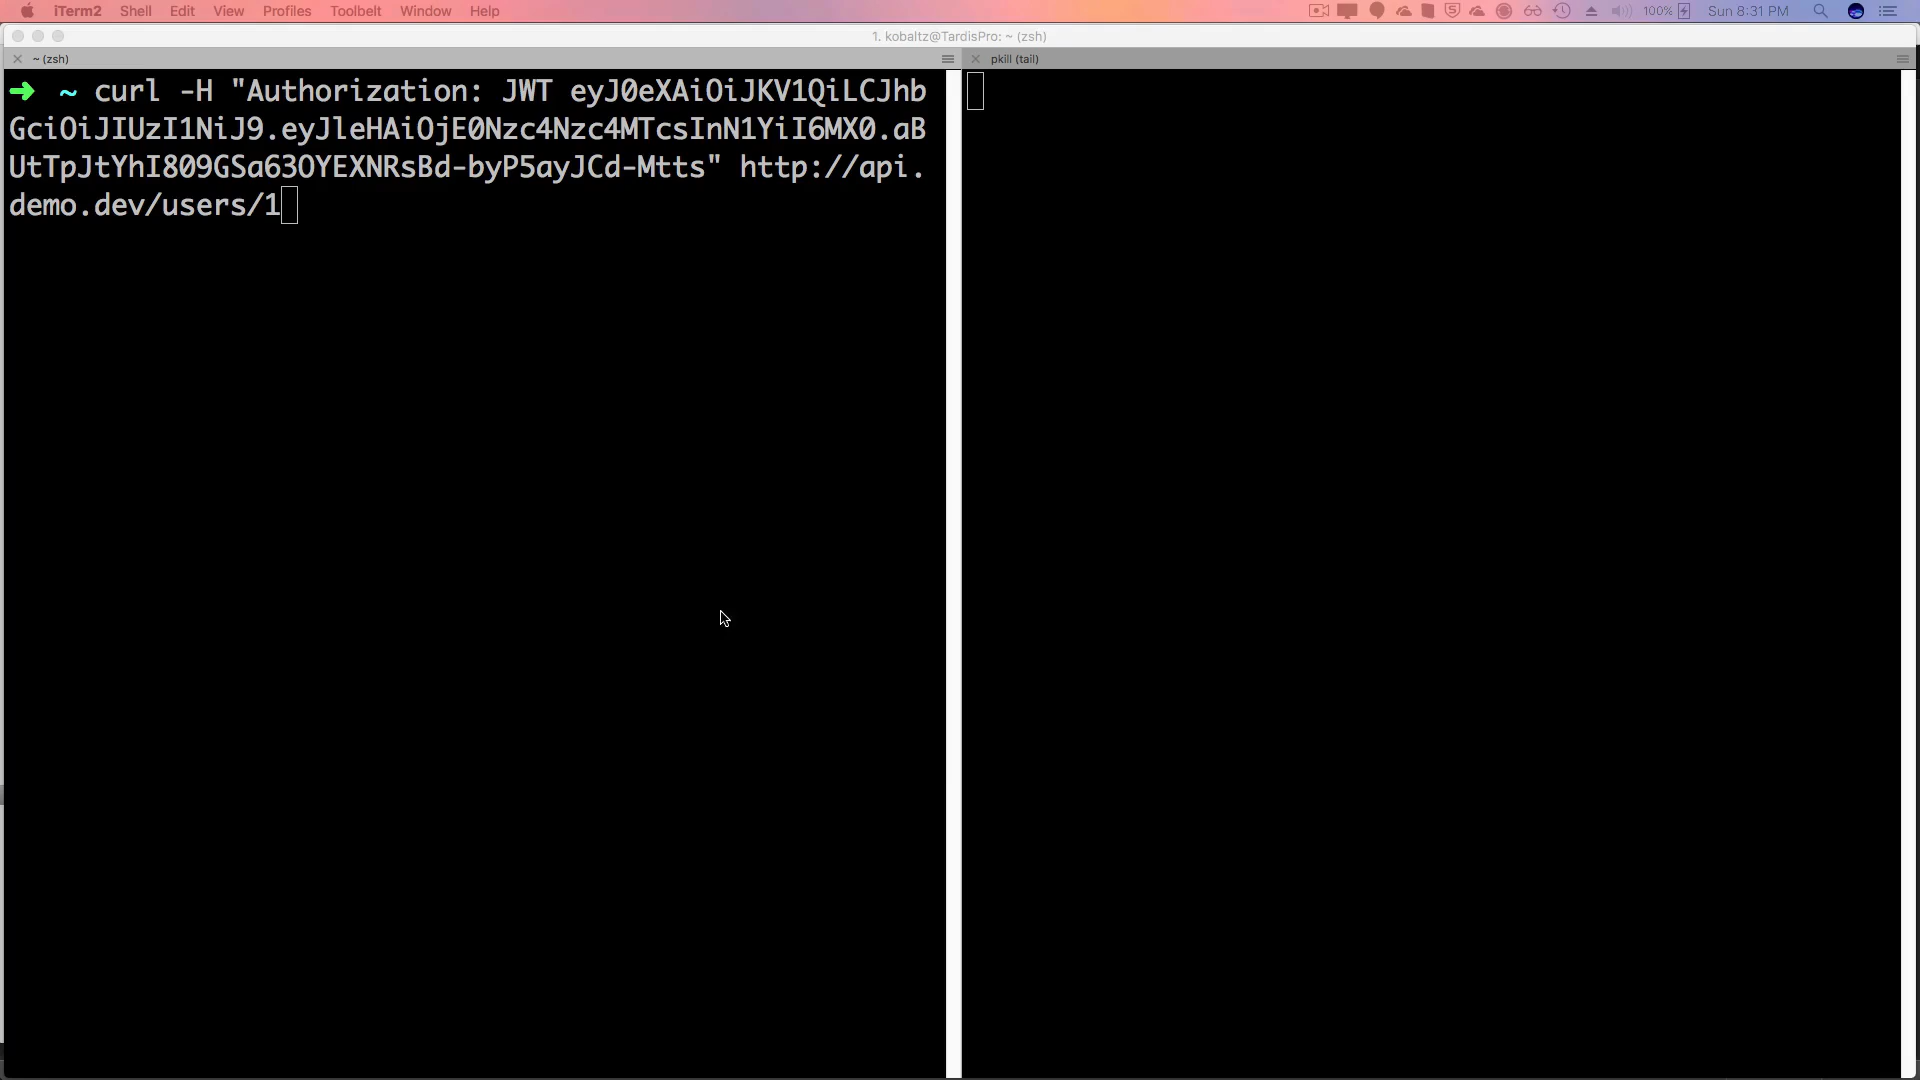 iTerm2 Shell Edit View Profiles Toolbelt Window Help 100% Sun 8:31 PM
1. kobaltz@TardisPro: ~ (zsh)
~ (zsh)
pkill (tail)
➜ ~ curl -H "Authorization: JWT eyJ0eXAiOiJKV1QiLCJhb
GciOiJIUzI1NiJ9.eyJleHAiOjE0Nzc4Nzc4MTcsInN1YiI6MX0.aB
UtTpJtYhI809GSa63OYEXNRsBd-byP5ayJCd-Mtts" http://api.
demo.dev/users/1